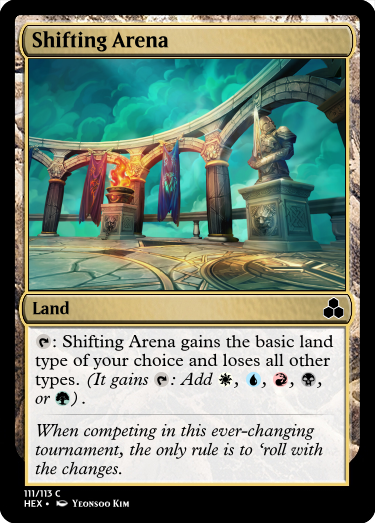 Shifting Arena
Land
: Shifting Arena gains the basic land
type of your choice and loses all other
types. (It gains : Add , , , ,
or ) .
When competing in this ever-changing
tournament, the only rule is to ‘roll with
the changes.
111/113 C
HEX • Yeonsoo Kim